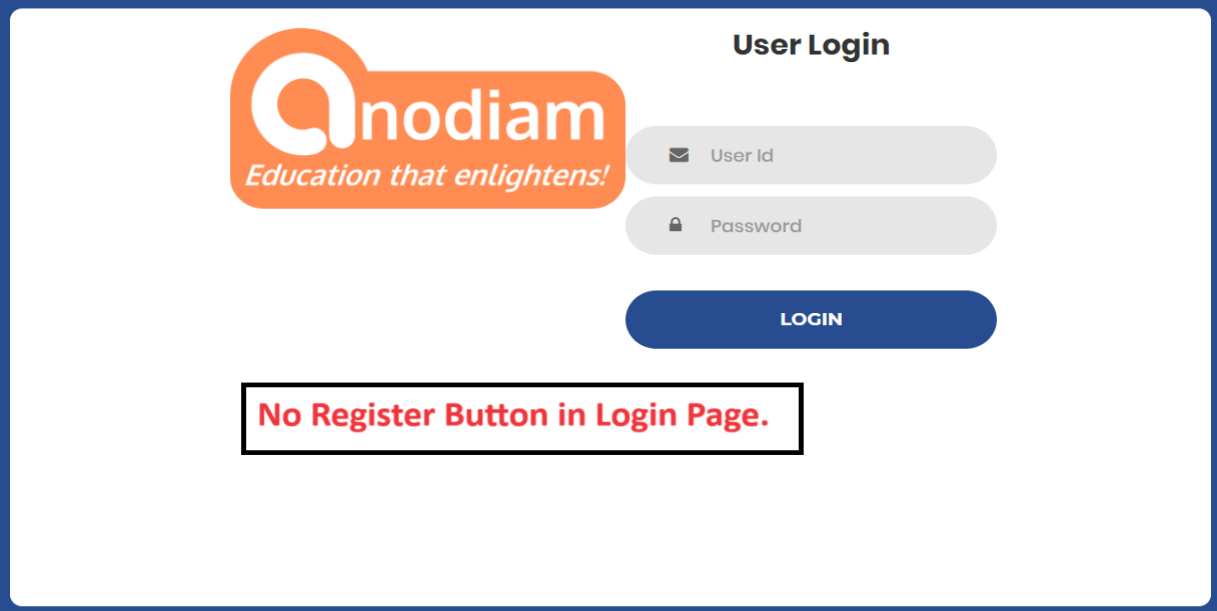 anodiam
Education that enlightens!
User Login
User Id
Password
LOGIN
No Register Button in Login Page.